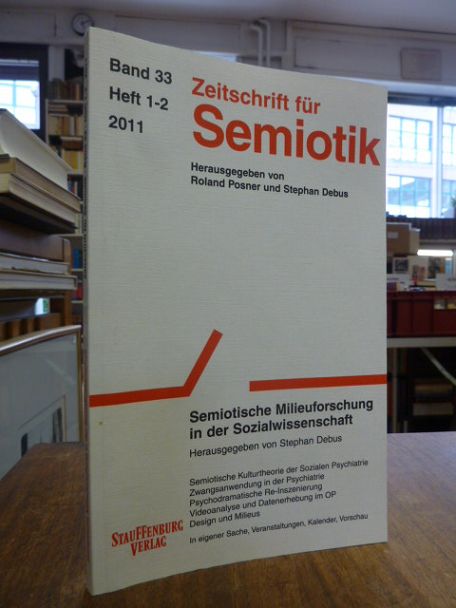 Band 33
Heft 1-2
2011
Zeitschrift für
Semiotik
Herausgegeben von
Roland Posner und Stephan Debus
Semiotische Milieuforschung
in der Sozialwissenschaft
Herausgegeben von Stephan Debus
Semiotische Kulturtheorie der Sozialen Psychiatrie
Zwangsanwendung in der Psychiatrie
Psychodramatische Re-Inszenierung
Videoanalyse und Datenerhebung im OP
Design und Milieus
In eigener Sache, Veranstaltungen, Kalender, Vorschau
STAUFFENBURG
VERLAG